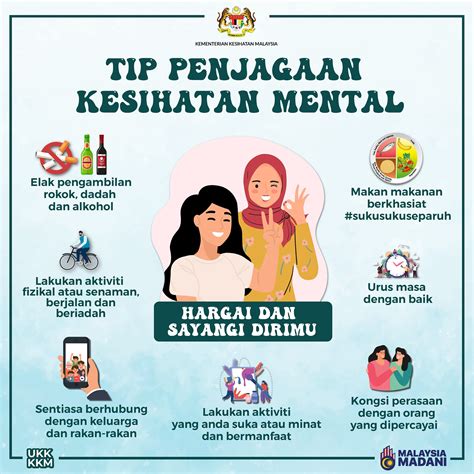 KEMENTERIAN KESIHATAN MALAYSIA
TIP PENJAGAAN
KESIHATAN MENTAL
Elak pengambilan
rokok, dadah
dan alkohol
Makan makanan
berkhasiat
#sukusukuseparuh
Lakukan aktiviti
fizikal atau senaman,
berjalan dan
beriadah
Urus masa
dengan baik
HARGAI DAN
SAYANGI DIRIMU
Sentiasa berhubung
dengan keluarga
dan rakan-rakan
Lakukan aktiviti
yang anda suka atau minat
dan bermanfaat
Kongsi perasaan
dengan orang
yang dipercayai
UKK
KKM
MALAYSIA
MADANI